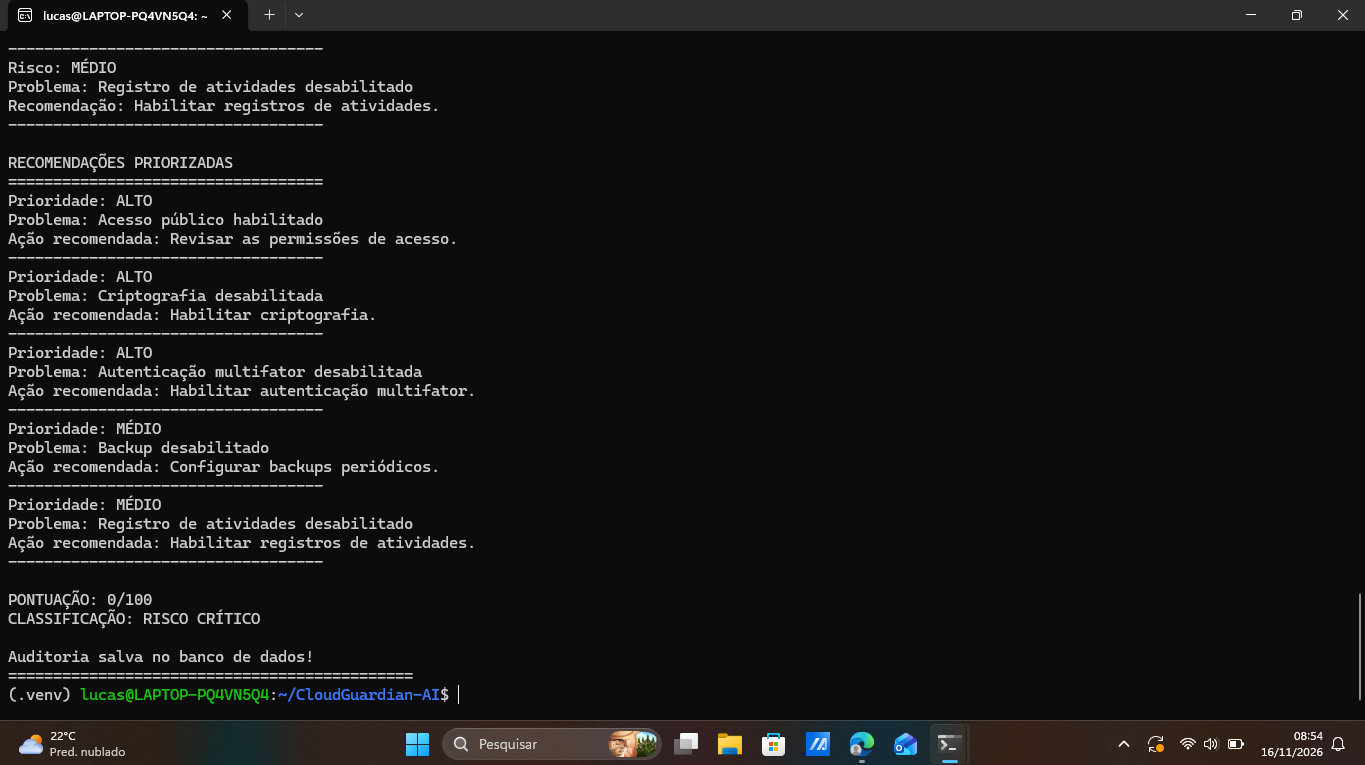 lucas@LAPTOP-PQ4VN5Q4: ~
-----------------------------------
Risco: MÉDIO
Problema: Registro de atividades desabilitado
Recomendação: Habilitar registros de atividades.
-----------------------------------
RECOMENDAÇÕES PRIORIZADAS
===================================
Prioridade: ALTO
Problema: Acesso público habilitado
Ação recomendada: Revisar as permissões de acesso.
-----------------------------------
Prioridade: ALTO
Problema: Criptografia desabilitada
Ação recomendada: Habilitar criptografia.
-----------------------------------
Prioridade: ALTO
Problema: Autenticação multifator desabilitada
Ação recomendada: Habilitar autenticação multifator.
-----------------------------------
Prioridade: MÉDIO
Problema: Backup desabilitado
Ação recomendada: Configurar backups periódicos.
-----------------------------------
Prioridade: MÉDIO
Problema: Registro de atividades desabilitado
Ação recomendada: Habilitar registros de atividades.
-----------------------------------
PONTUAÇÃO: 0/100
CLASSIFICAÇÃO: RISCO CRÍTICO
Auditoria salva no banco de dados!
=============================================
(.venv) lucas@LAPTOP-PQ4VN5Q4:~/CloudGuardian-AI$
22°C
Pred. nublado
Pesquisar
08:54
16/11/2026